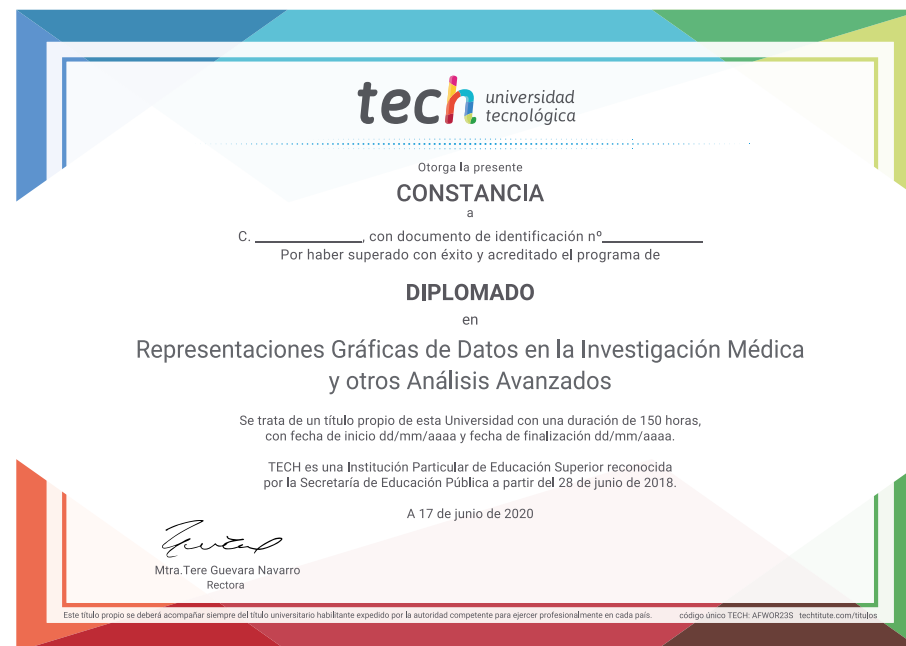 tech universidad
tecnológica
Otorga la presente
CONSTANCIA
a
C. ____________, con documento de identificación nº____________
Por haber superado con éxito y acreditado el programa de
DIPLOMADO
en
Representaciones Gráficas de Datos en la Investigación Médica
y otros Análisis Avanzados
Se trata de un título propio de esta Universidad con una duración de 150 horas,
con fecha de inicio dd/mm/aaaa y fecha de finalización dd/mm/aaaa.
TECH es una Institución Particular de Educación Superior reconocida
por la Secretaría de Educación Pública a partir del 28 de junio de 2018.
A 17 de junio de 2020
Mtra.Tere Guevara Navarro
Rectora
Este título propio se deberá acompañar siempre del título universitario habilitante expedido por la autoridad competente para ejercer profesionalmente en cada país. código único TECH: AFWOR23S techtitute.com/titulos